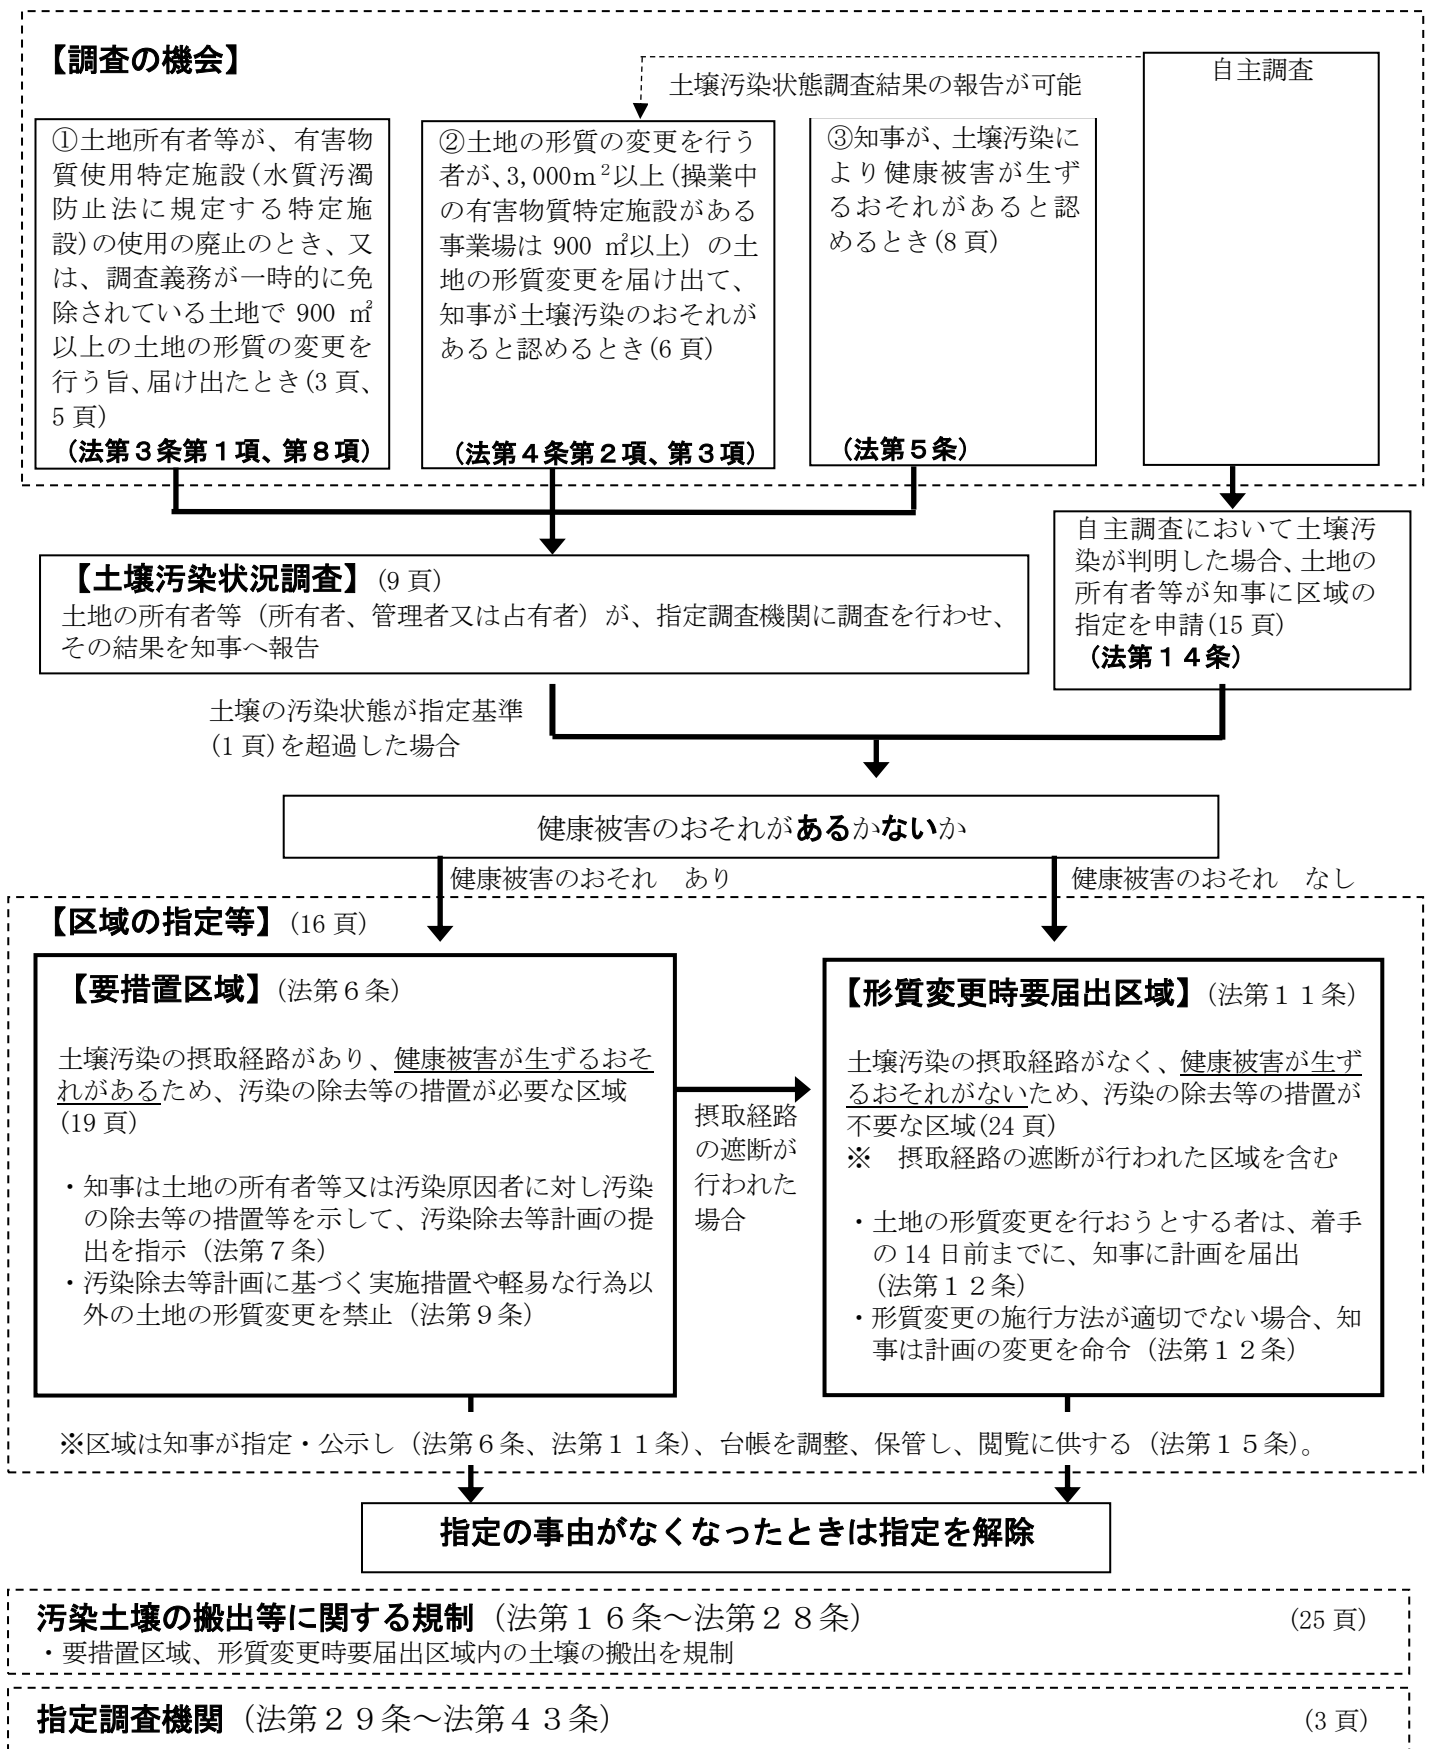 【調査の機会】
土壌汚染状態調査結果の報告が可能
自主調査
①土地所有者等が、有害物
質使用特定施設(水質汚濁
防止法に規定する特定施
設)の使用の廃止のとき、又
は、調査義務が一時的に免
除されている土地で 900 ㎡
以上の土地の形質の変更を
行う旨、届け出たとき(3 頁、
5 頁)
(法第３条第１項、第８項)
②土地の形質の変更を行う
者が、3,000ｍ²以上(操業中
の有害物質特定施設がある
事業場は 900 ㎡以上) の土
地の形質変更を届け出て、
知事が土壌汚染のおそれが
あると認めるとき(6 頁)
(法第４条第２項、第３項)
③知事が、土壌汚染に
より健康被害が生ず
るおそれがあると認
めるとき(8 頁)
(法第５条)
【土壌汚染状況調査】(9 頁)
土地の所有者等（所有者、管理者又は占有者）が、指定調査機関に調査を行わせ、
その結果を知事へ報告
自主調査において土壌汚
染が判明した場合、土地の
所有者等が知事に区域の
指定を申請(15 頁)
(法第１４条)
土壌の汚染状態が指定基準
(1 頁)を超過した場合
健康被害のおそれがあるかないか
健康被害のおそれ　あり
健康被害のおそれ　なし
【区域の指定等】(16 頁)
【要措置区域】(法第６条)
土壌汚染の摂取経路があり、健康被害が生ずるおそ
れがあるため、汚染の除去等の措置が必要な区域
(19 頁)
・知事は土地の所有者等又は汚染原因者に対し汚染
の除去等の措置等を示して、汚染除去等計画の提
出を指示（法第７条）
・汚染除去等計画に基づく実施措置や軽易な行為以
外の土地の形質変更を禁止（法第９条）
摂取経路
の遮断が
行われた
場合
【形質変更時要届出区域】(法第１１条)
土壌汚染の摂取経路がなく、健康被害が生ず
るおそれがないため、汚染の除去等の措置が
不要な区域(24 頁)
※　摂取経路の遮断が行われた区域を含む
・土地の形質変更を行おうとする者は、着手
の 14 日前までに、知事に計画を届出
(法第１２条)
・形質変更の施行方法が適切でない場合、知
事は計画の変更を命令（法第１２条）
※区域は知事が指定・公示し（法第６条、法第１１条）、台帳を調整、保管し、閲覧に供する（法第１５条）。
指定の事由がなくなったときは指定を解除
汚染土壌の搬出等に関する規制（法第１６条～法第２８条） (25 頁)
・要措置区域、形質変更時要届出区域内の土壌の搬出を規制
指定調査機関（法第２９条～法第４３条） (3 頁)